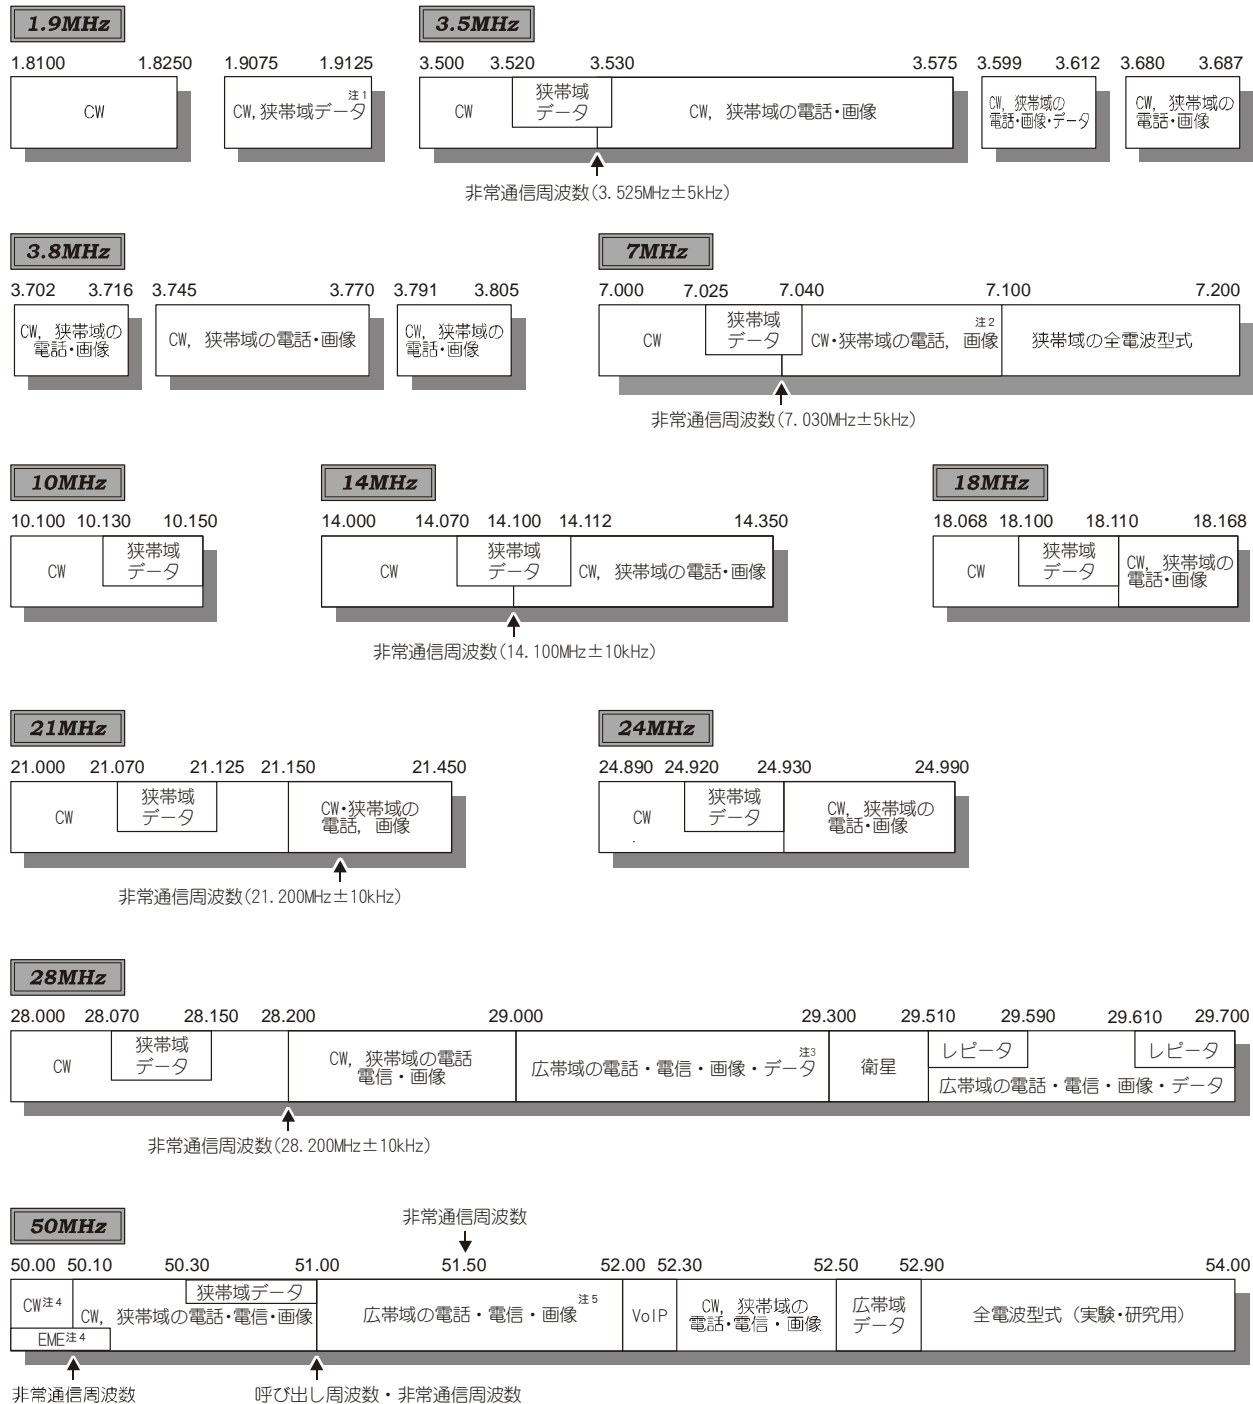 1.9MHz
3.5MHz
1.8100 1.8250 1.9075 1.9125 3.500 3.520 3.530 3.575 3.599 3.612 3.680 3.687
CW
CW, 狭帯域データ 注1
CW
狭帯域
データ
CW, 狭帯域の電話・画像
CW, 狭帯域の
電話・画像・データ
CW, 狭帯域の
電話・画像
非常通信周波数(3.525MHz±5kHz)
3.8MHz
7MHz
3.702 3.716 3.745 3.770 3.791 3.805 7.000 7.025 7.040 7.100 7.200
CW, 狭帯域の
電話・画像
CW, 狭帯域の電話・画像
CW, 狭帯域の
電話・画像
CW
狭帯域
データ
CW・狭帯域の電話, 画像 注2
狭帯域の全電波型式
非常通信周波数(7.030MHz±5kHz)
10MHz
14MHz
18MHz
10.100 10.130 10.150 14.000 14.070 14.100 14.112 14.350 18.068 18.100 18.110 18.168
CW
狭帯域
データ
CW
狭帯域
データ
CW, 狭帯域の電話・画像
CW
狭帯域
データ
CW, 狭帯域の
電話・画像
非常通信周波数(14.100MHz±10kHz)
21MHz
24MHz
21.000 21.070 21.125 21.150 21.450 24.890 24.920 24.930 24.990
CW
狭帯域
データ
CW・狭帯域の
電話, 画像
CW
狭帯域
データ
CW, 狭帯域の
電話・画像
非常通信周波数(21.200MHz±10kHz)
28MHz
28.000 28.070 28.150 28.200 29.000 29.300 29.510 29.590 29.610 29.700
CW
狭帯域
データ
CW, 狭帯域の電話
電信・画像
広帯域の電話・電信・画像・データ 注3
衛星
レピータ
レピータ
広帯域の電話・電信・画像・データ
非常通信周波数(28.200MHz±10kHz)
50MHz
非常通信周波数
50.00 50.10 50.30 51.00 51.50 52.00 52.30 52.50 52.90 54.00
CW注4
EME注4
狭帯域データ
CW, 狭帯域の電話・電信・画像
広帯域の電話・電信・画像 注5
VoIP
CW, 狭帯域の
電話・電信・画像
広帯域
データ
全電波型式（実験・研究用）
非常通信周波数
呼び出し周波数・非常通信周波数